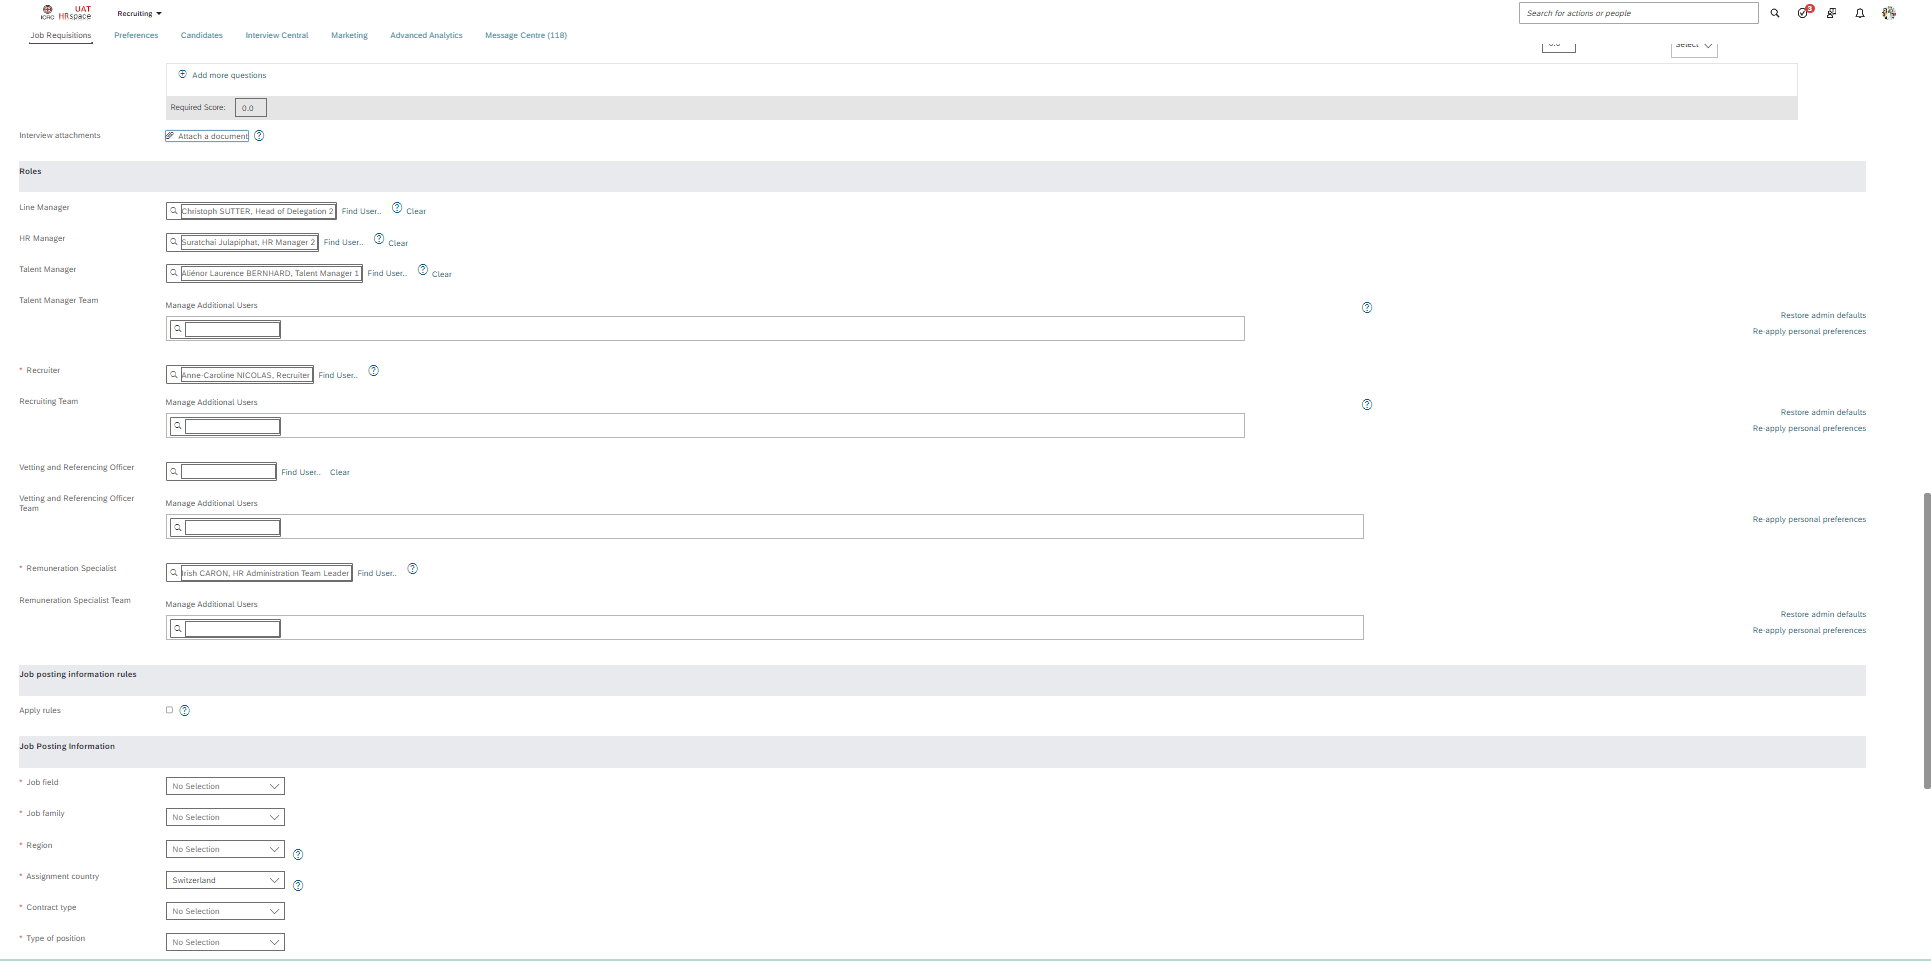 ICRC UAT HRspace
Recruiting
Search for actions or people
3
Job Requisitions Preferences Candidates Interview Central Marketing Advanced Analytics Message Centre (118)
Select
Add more questions
Required Score: 0.0
Interview attachments Attach a document
Roles
Line Manager Christoph SUTTER, Head of Delegation 2 Find User.. Clear
HR Manager Suratchai Julapiphat, HR Manager 2 Find User.. Clear
Talent Manager Aliénor Laurence BERNHARD, Talent Manager 1 Find User.. Clear
Talent Manager Team Manage Additional Users
Restore admin defaults
Re-apply personal preferences
* Recruiter Anne-Caroline NICOLAS, Recruiter Find User..
Recruiting Team Manage Additional Users
Restore admin defaults
Re-apply personal preferences
Vetting and Referencing Officer Find User.. Clear
Vetting and Referencing Officer
Team
Manage Additional Users
Re-apply personal preferences
* Remuneration Specialist Irish CARON, HR Administration Team Leader Find User..
Remuneration Specialist Team Manage Additional Users
Restore admin defaults
Re-apply personal preferences
Job posting information rules
Apply rules
Job Posting Information
* Job field No Selection
* Job family No Selection
* Region No Selection
* Assignment country Switzerland
* Contract type No Selection
* Type of position No Selection